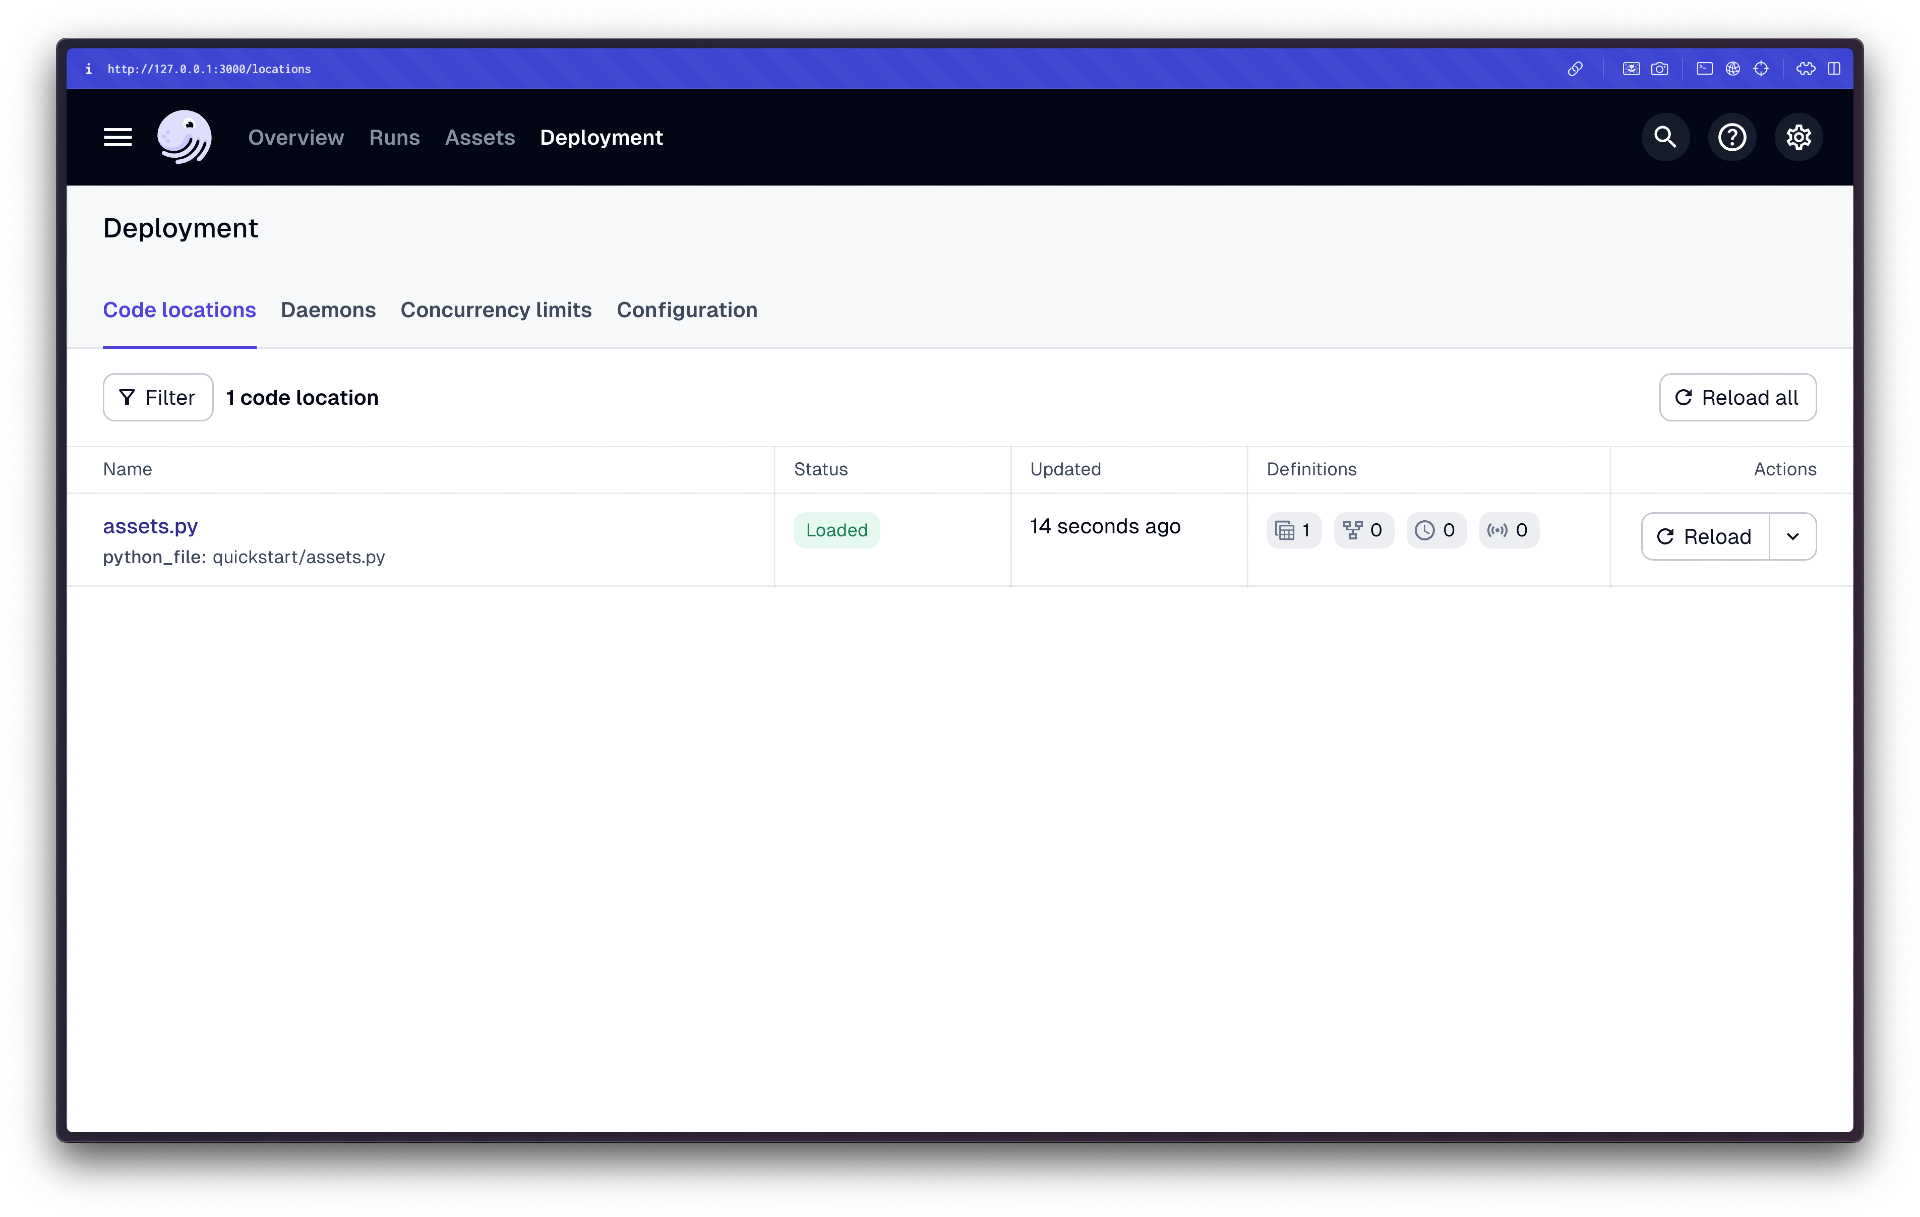 i http://127.0.0.1:3000/locations
Overview Runs Assets Deployment
Deployment
Code locations Daemons Concurrency limits Configuration
Filter 1 code location Reload all
Name Status Updated Definitions Actions
assets.py Loaded 14 seconds ago 1 0 0 0 Reload
python_file: quickstart/assets.py